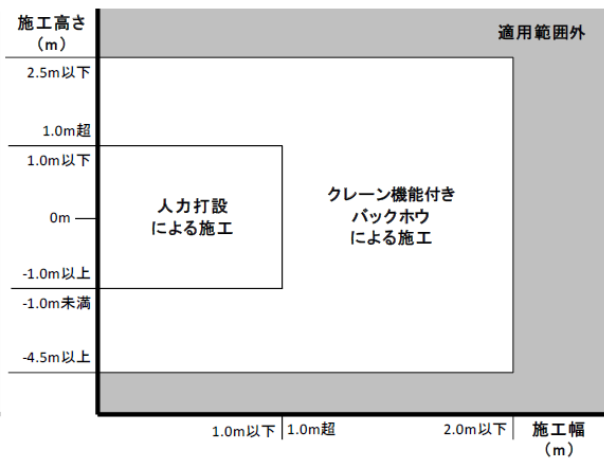 施工高さ
（m）
適用範囲外
2.5m以下
1.0m超
1.0m以下
人力打設
による施工
クレーン機能付き
バックホウ
による施工
0m
-1.0m以上
-1.0m未満
-4.5m以上
1.0m以下
1.0m超
2.0m以下
施工幅
（m）